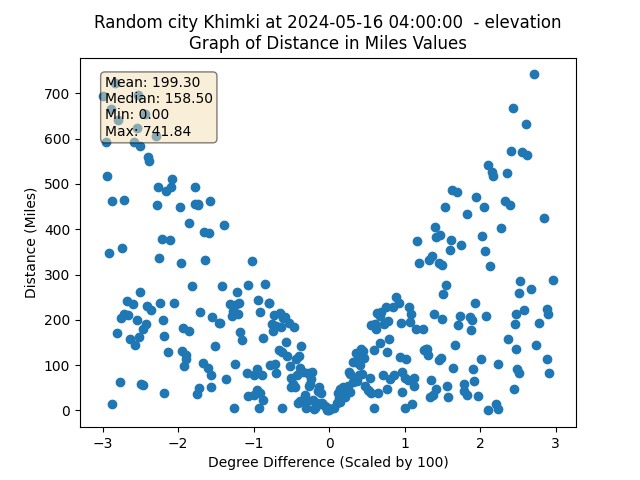 Random city Khimki at 2024-05-16 04:00:00 - elevation
Graph of Distance in Miles Values
Mean: 199.30
Median: 158.50
Min: 0.00
Max: 741.84
Distance (Miles)
700
600
500
400
300
200
100
0
−3
−2
−1
0
1
2
3
Degree Difference (Scaled by 100)